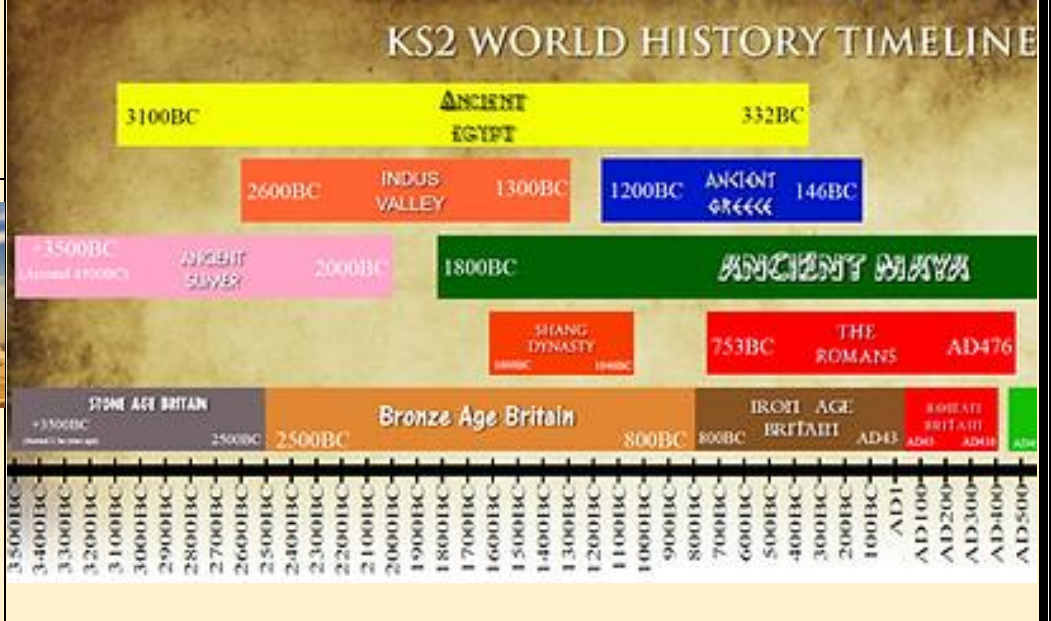 KS2 WORLD HISTORY TIMELINE
3100BC
ANCIENT
EGYPT
332BC
2600BC
INDUS
VALLEY
1300BC
1200BC
ANCIENT
GREECE
146BC
+3500BC
(Around 4500BC)
ANCIENT
SUMER
2000BC
1800BC
ANCIENT MAYA
SHANG
DYNASTY
753BC
THE
ROMANS
AD476
STONE AGE BRITAIN
+3500BC
2500BC
2500BC
Bronze Age Britain
800BC
800BC
IRON AGE
BRITAIN
AD43
ROMAN
BRITAIN
AD43
AD410
3500BC
3400BC
3300BC
3200BC
3100BC
3000BC
2900BC
2800BC
2700BC
2600BC
2500BC
2400BC
2300BC
2200BC
2100BC
2000BC
1900BC
1800BC
1700BC
1600BC
1500BC
1400BC
1300BC
1200BC
1100BC
1000BC
900BC
800BC
700BC
600BC
500BC
400BC
300BC
200BC
100BC
AD1
AD100
AD200
AD300
AD400
AD500